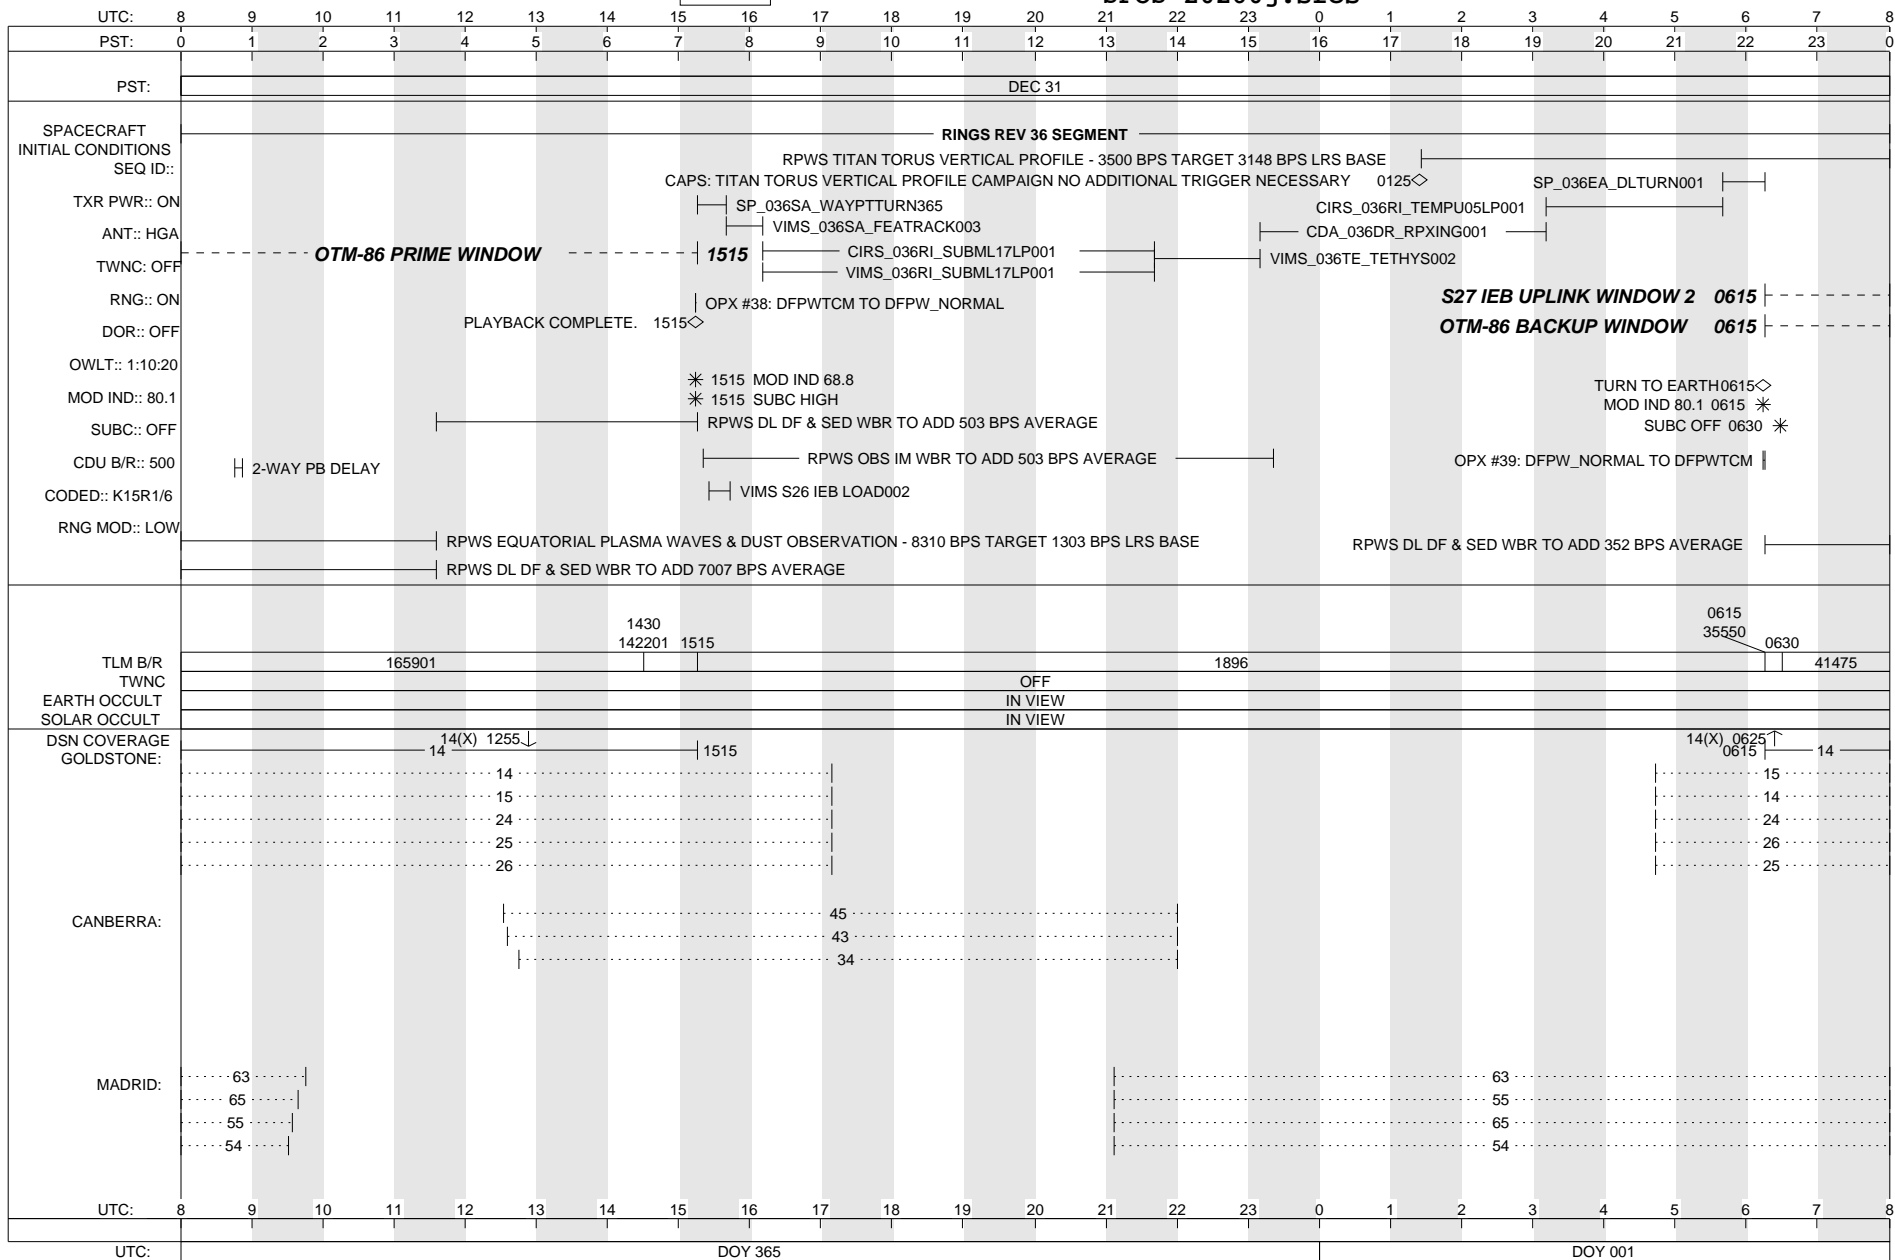 UTC: 8 9 10 11 12 13 14 15 16 17 18 19 20 21 22 23 0 1 2 3 4 5 6 7 8
PST: 0 1 2 3 4 5 6 7 8 9 10 11 12 13 14 15 16 17 18 19 20 21 22 23 0
PST: DEC 31
SPACECRAFT
INITIAL CONDITIONS
SEQ ID::
TXR PWR:: ON
ANT:: HGA
TWNC: OFF
RNG:: ON
DOR:: OFF
OWLT:: 1:10:20
MOD IND:: 80.1
SUBC:: OFF
CDU B/R:: 500
CODED:: K15R1/6
RNG MOD:: LOW
RINGS REV 36 SEGMENT
RPWS TITAN TORUS VERTICAL PROFILE - 3500 BPS TARGET 3148 BPS LRS BASE
CAPS: TITAN TORUS VERTICAL PROFILE CAMPAIGN NO ADDITIONAL TRIGGER NECESSARY 0125
SP_036EA_DLTURN001
SP_036SA_WAYPTTURN365
CIRS_036RI_TEMPU05LP001
VIMS_036SA_FEATRACK003
CDA_036DR_RPXING001
OTM-86 PRIME WINDOW 1515
CIRS_036RI_SUBML17LP001
VIMS_036TE_TETHYS002
VIMS_036RI_SUBML17LP001
S27 IEB UPLINK WINDOW 2 0615
OPX #38: DFPWTCM TO DFPW_NORMAL
PLAYBACK COMPLETE. 1515
OTM-86 BACKUP WINDOW 0615
1515 MOD IND 68.8
TURN TO EARTH0615
1515 SUBC HIGH
MOD IND 80.1 0615
RPWS DL DF & SED WBR TO ADD 503 BPS AVERAGE
SUBC OFF 0630
RPWS OBS IM WBR TO ADD 503 BPS AVERAGE
OPX #39: DFPW_NORMAL TO DFPWTCM
2-WAY PB DELAY
VIMS S26 IEB LOAD002
RPWS EQUATORIAL PLASMA WAVES & DUST OBSERVATION - 8310 BPS TARGET 1303 BPS LRS BASE
RPWS DL DF & SED WBR TO ADD 352 BPS AVERAGE
RPWS DL DF & SED WBR TO ADD 7007 BPS AVERAGE
1430 0615
142201 1515 35550 0630
TLM B/R 165901 1896 41475
TWNC OFF
EARTH OCCULT IN VIEW
SOLAR OCCULT IN VIEW
DSN COVERAGE 14(X) 1255 14(X) 0625
GOLDSTONE: 14 1515 0615 14
14 15
15 14
24 24
25 26
26 25
CANBERRA:
45
43
34
MADRID:
63 63
65 55
55 65
54 54
UTC: 8 9 10 11 12 13 14 15 16 17 18 19 20 21 22 23 0 1 2 3 4 5 6 7 8
UTC: DOY 365 DOY 001